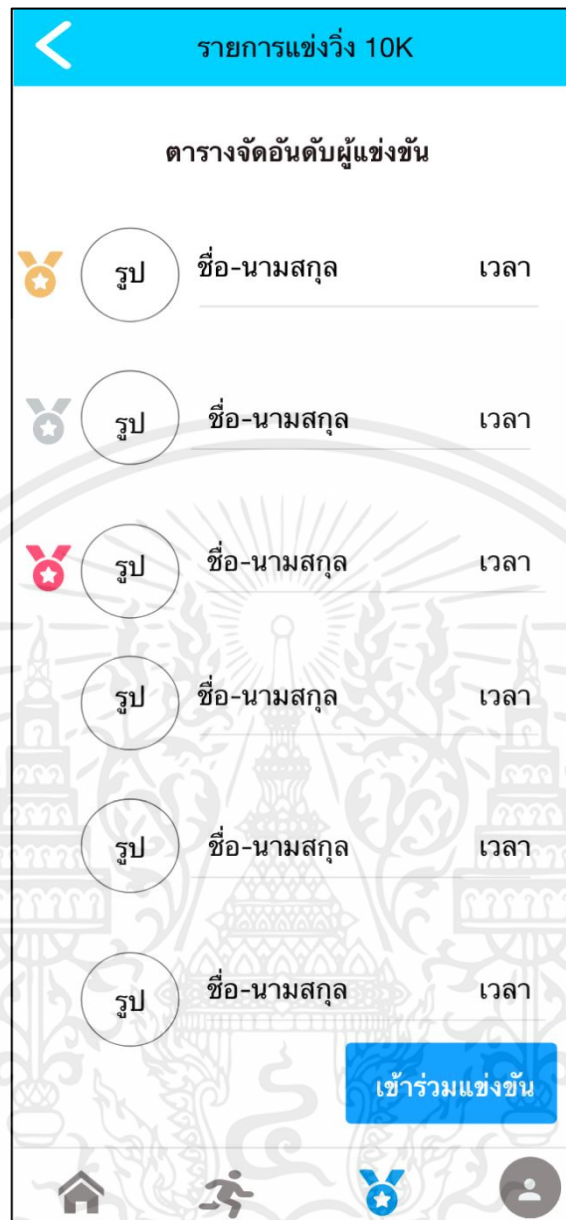 รายการแข่งวิ่ง 10K
ตารางจัดอันดับผู้แข่งขัน
รูป ชื่อ-นามสกุล เวลา
รูป ชื่อ-นามสกุล เวลา
รูป ชื่อ-นามสกุล เวลา
รูป ชื่อ-นามสกุล เวลา
รูป ชื่อ-นามสกุล เวลา
รูป ชื่อ-นามสกุล เวลา
เข้าร่วมแข่งขัน